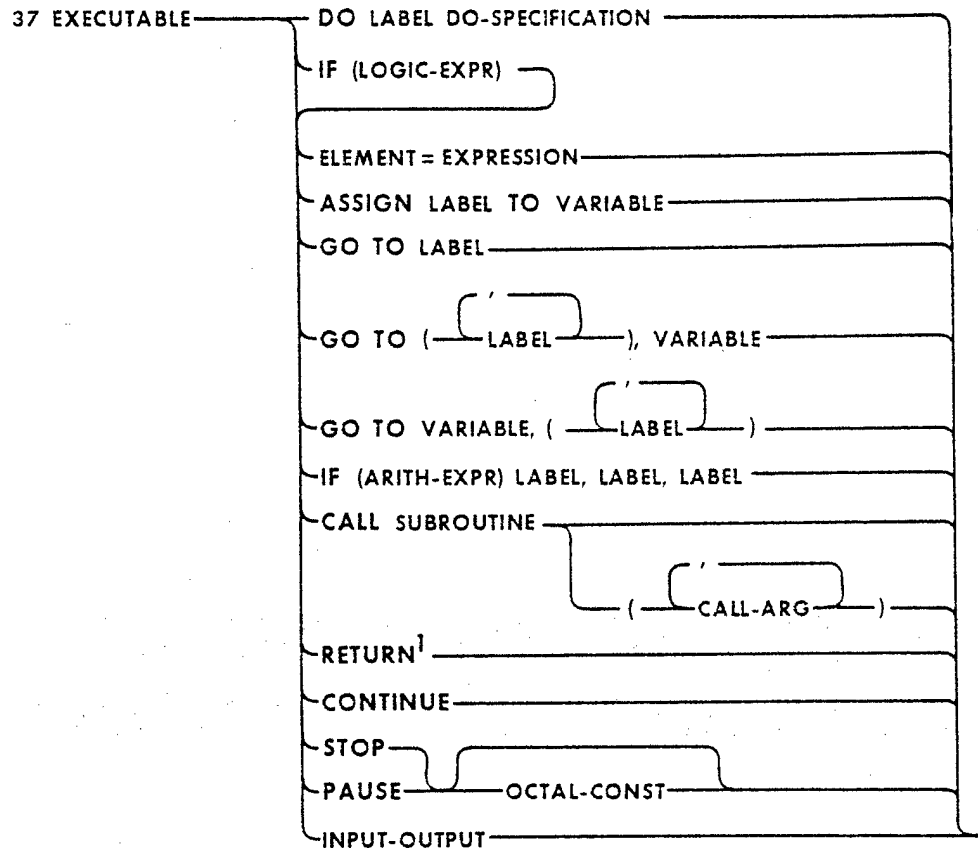 37 EXECUTABLE DO LABEL DO-SPECIFICATION
IF (LOGIC-EXPR)
ELEMENT = EXPRESSION
ASSIGN LABEL TO VARIABLE
GO TO LABEL
,
GO TO ( LABEL ), VARIABLE
,
GO TO VARIABLE, ( LABEL )
IF (ARITH-EXPR) LABEL, LABEL, LABEL
CALL SUBROUTINE
,
( CALL-ARG )
RETURN1
CONTINUE
STOP
PAUSE OCTAL-CONST
INPUT-OUTPUT